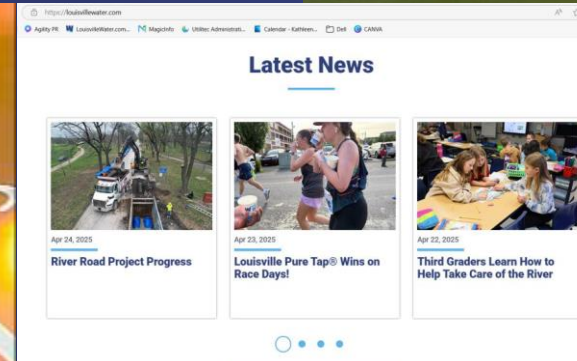 https://louisvillewater.com
Agility PR LouisvilleWater.com... MagicInfo Utilitec Administrati... Calendar - Kathleen... Dell CANVA
Latest News
Apr 24, 2025
River Road Project Progress
Apr 23, 2025
Louisville Pure Tap® Wins on
Race Days!
Apr 22, 2025
Third Graders Learn How to
Help Take Care of the River